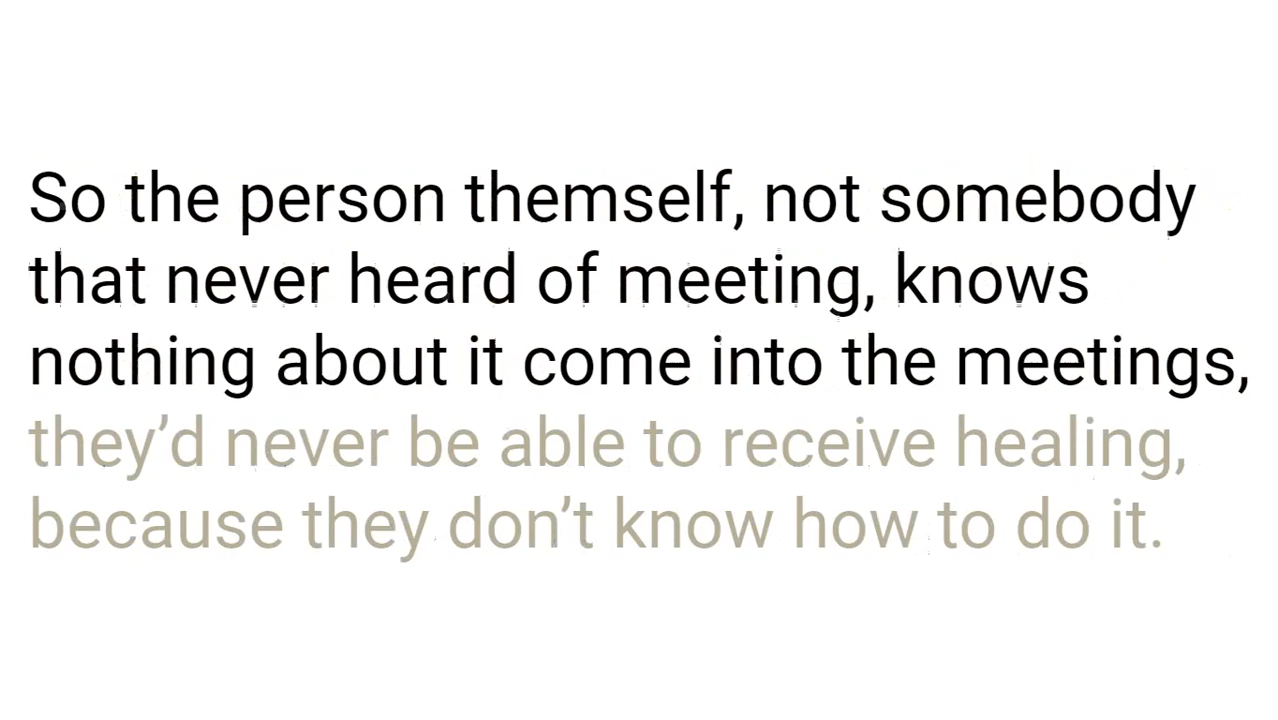 So the person themself, not somebody
that never heard of meeting, knows
nothing about it come into the meetings,
they’d never be able to receive healing,
because they don’t know how to do it.